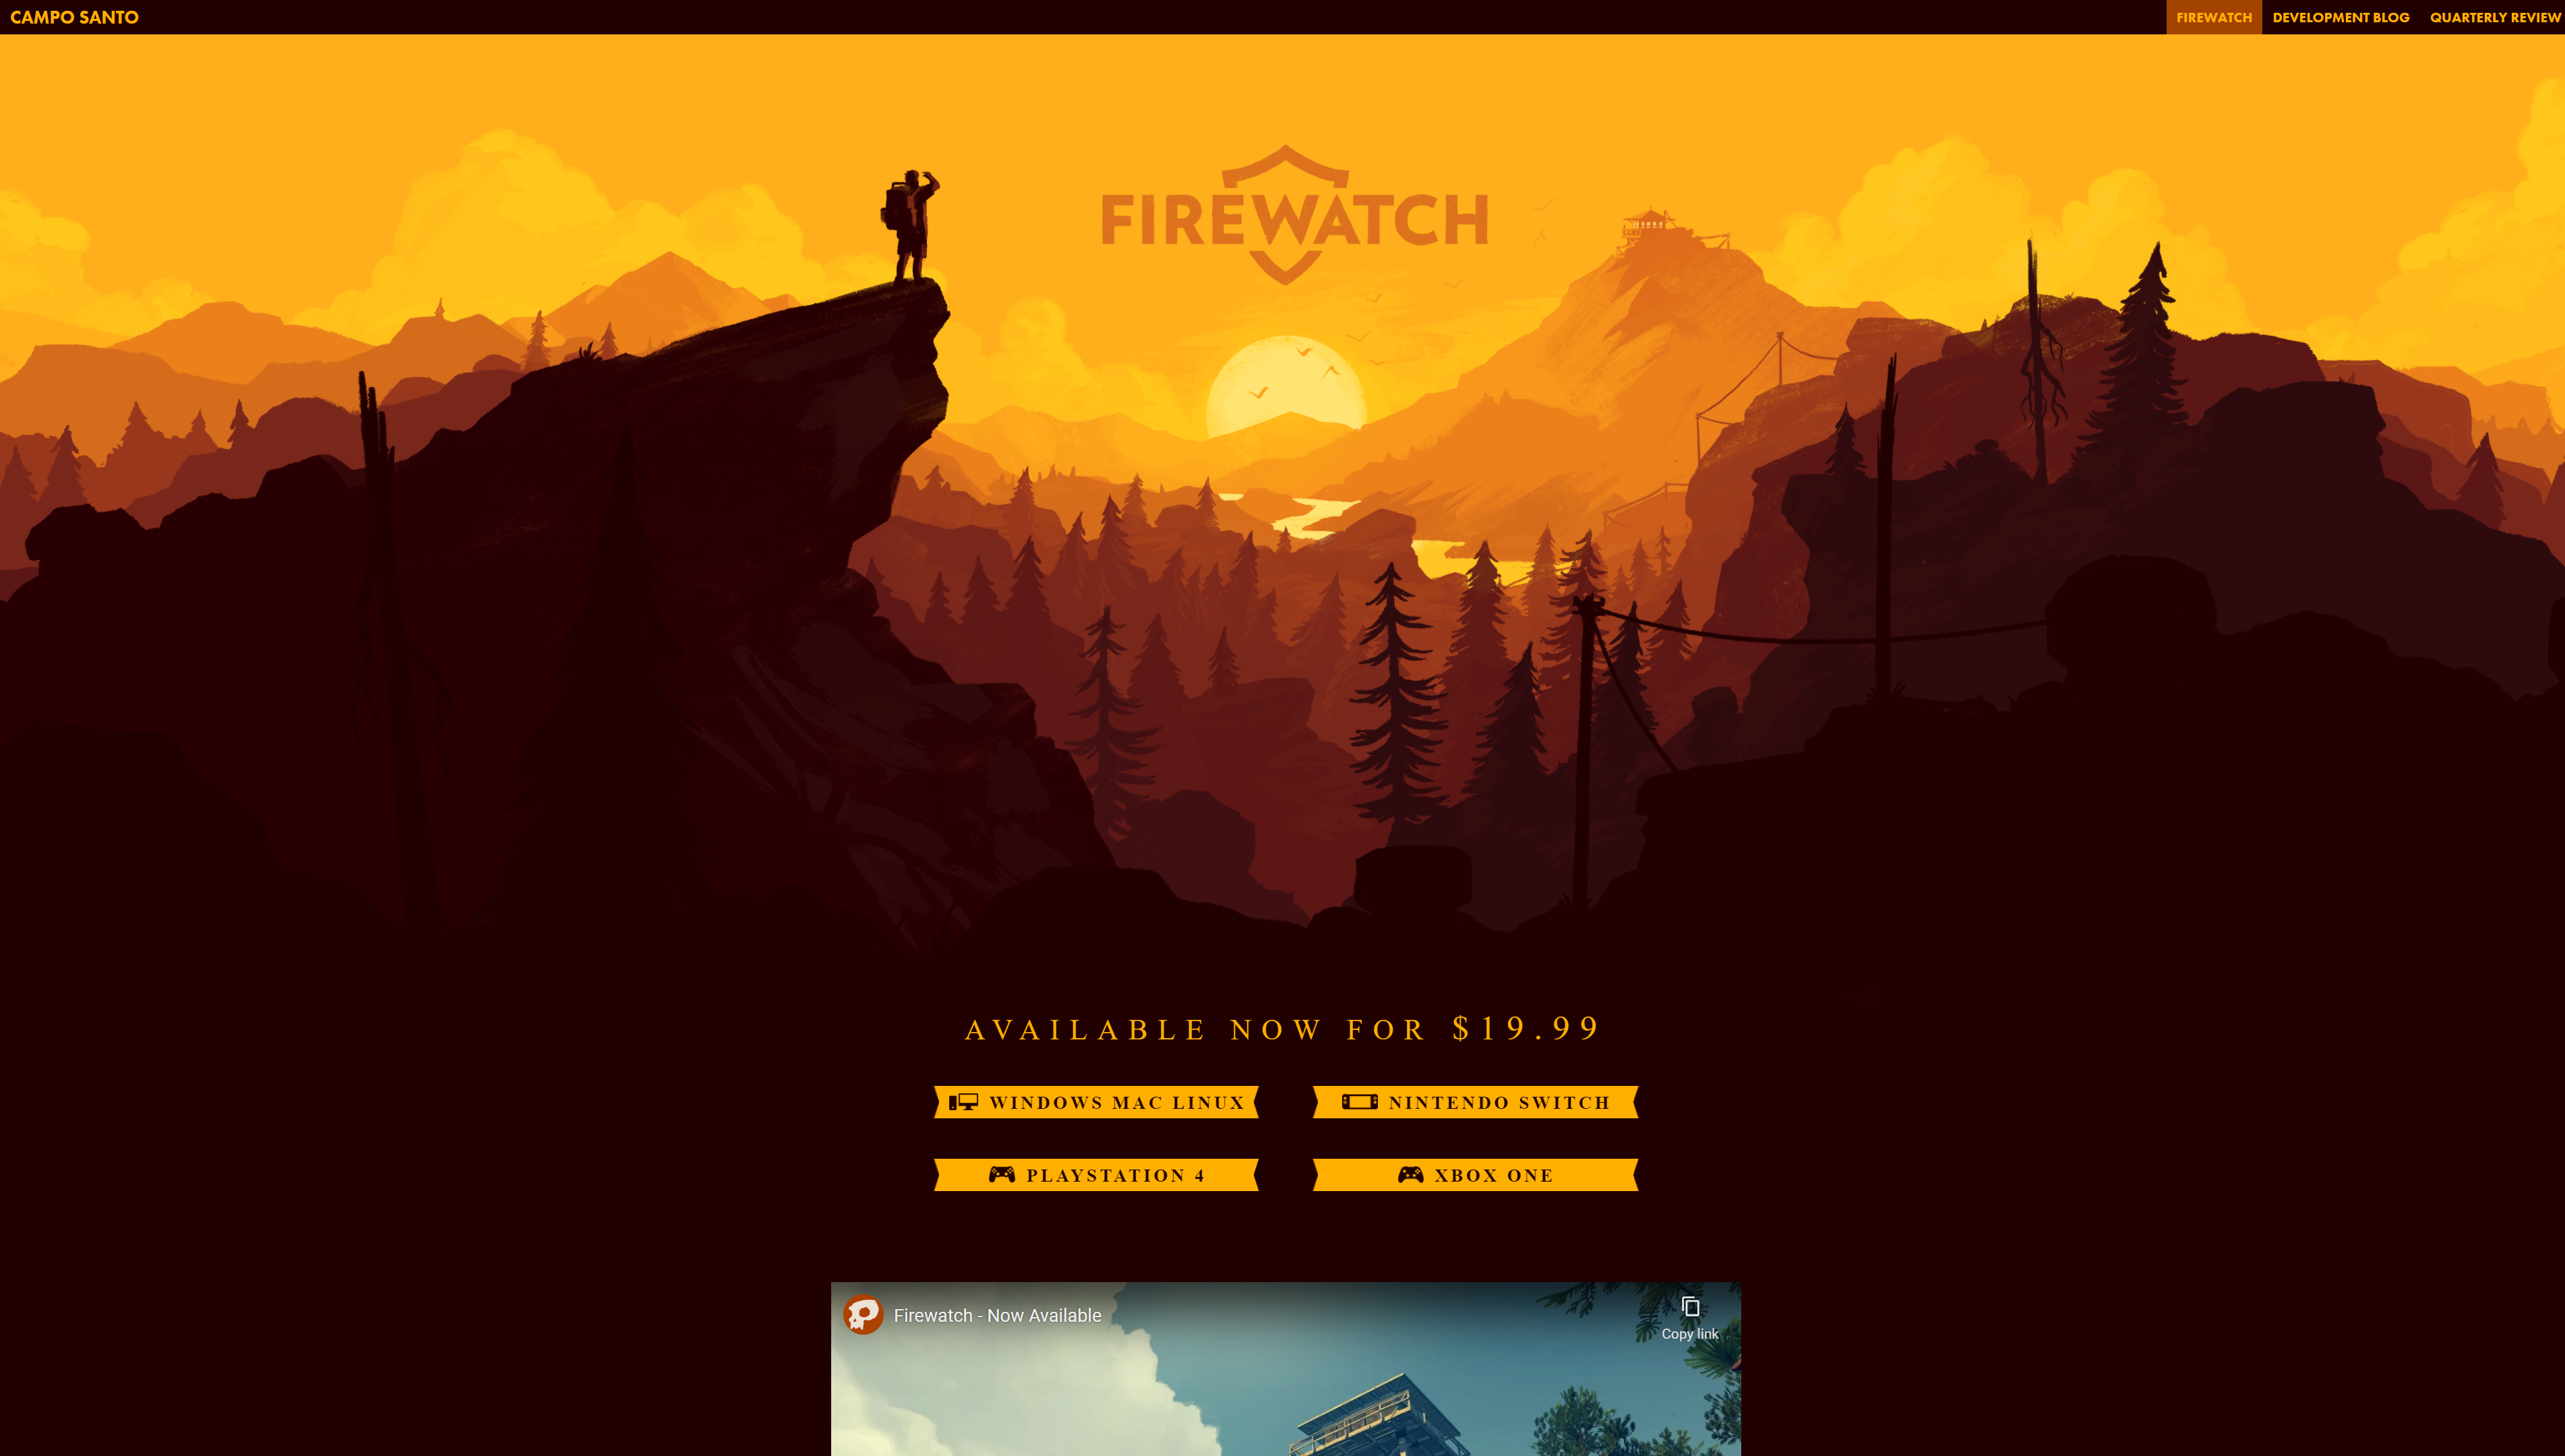 CAMPO SANTO
FIREWATCH DEVELOPMENT BLOG QUARTERLY REVIEW
FIREWATCH
AVAILABLE NOW FOR $19.99
WINDOWS MAC LINUX
NINTENDO SWITCH
PLAYSTATION 4
XBOX ONE
Firewatch - Now Available
Copy link